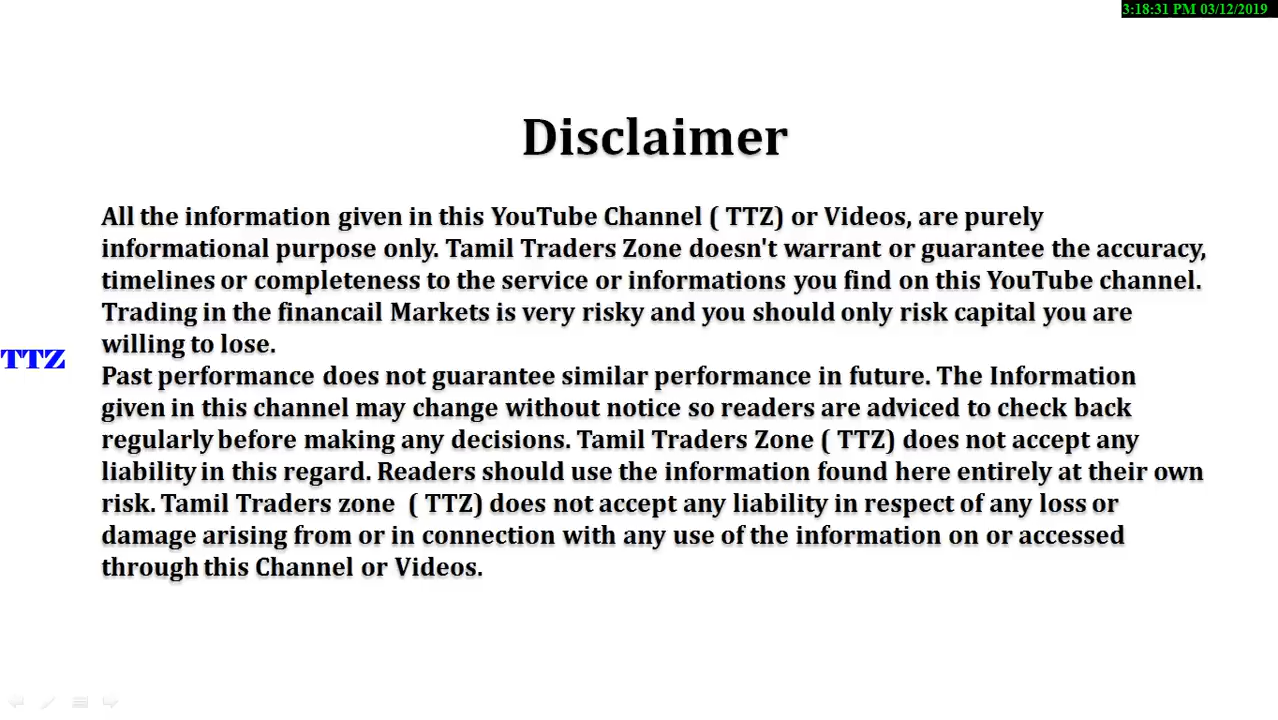 3:18:31 PM 03/12/2019
Disclaimer
All the information given in this YouTube Channel ( TTZ) or Videos, are purely
informational purpose only. Tamil Traders Zone doesn't warrant or guarantee the accuracy,
timelines or completeness to the service or informations you find on this YouTube channel.
Trading in the financail Markets is very risky and you should only risk capital you are
willing to lose.
TTZ
Past performance does not guarantee similar performance in future. The Information
given in this channel may change without notice so readers are adviced to check back
regularly before making any decisions. Tamil Traders Zone ( TTZ) does not accept any
liability in this regard. Readers should use the information found here entirely at their own
risk. Tamil Traders zone  ( TTZ) does not accept any liability in respect of any loss or
damage arising from or in connection with any use of the information on or accessed
through this Channel or Videos.